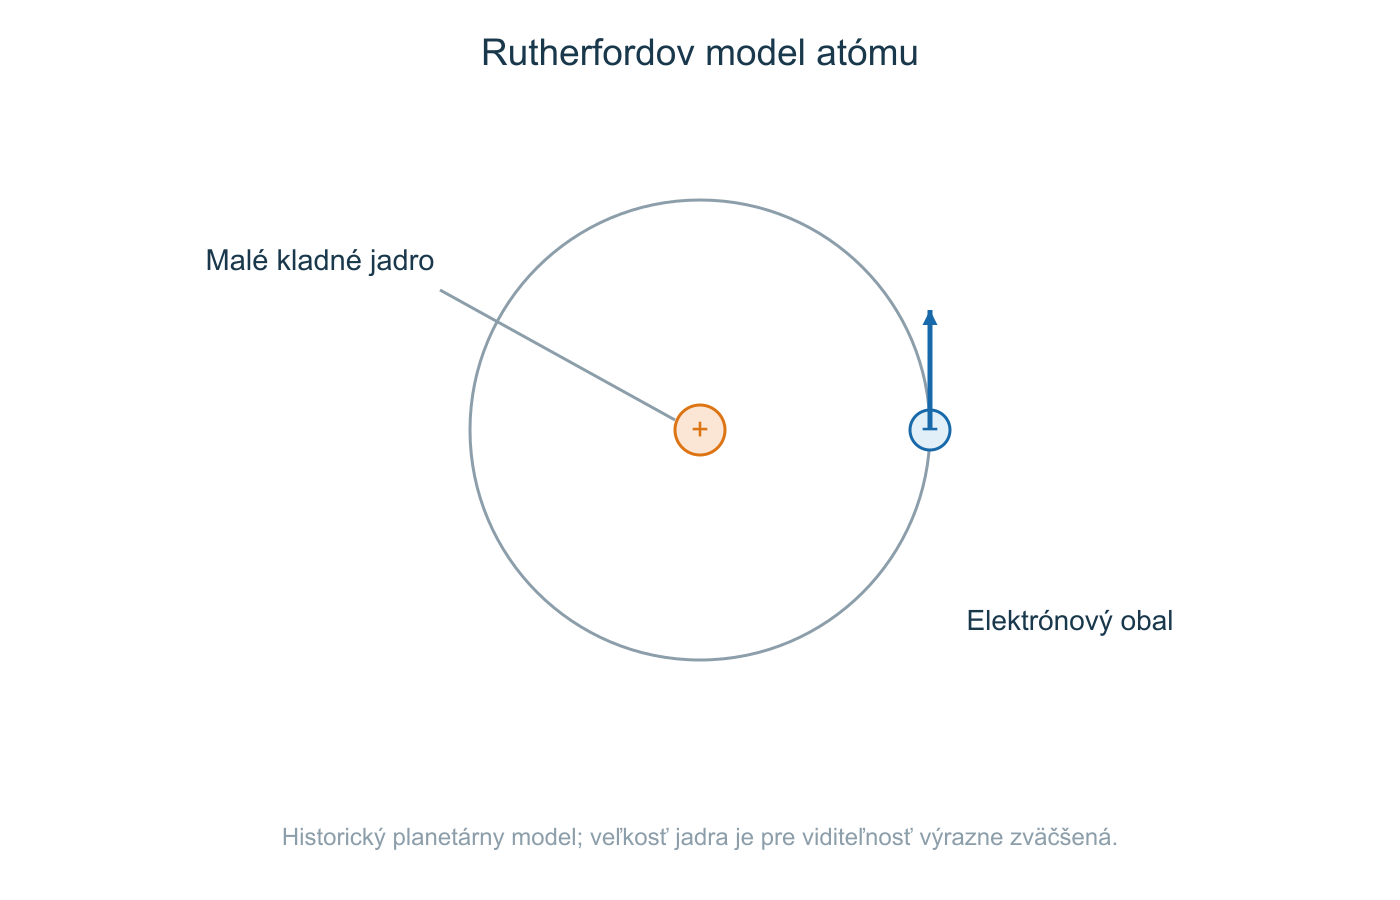 Rutherfordov model atómu
Malé kladné jadro
+
−
Elektrónový obal
Historický planetárny model; veľkosť jadra je pre viditeľnosť výrazne zväčšená.